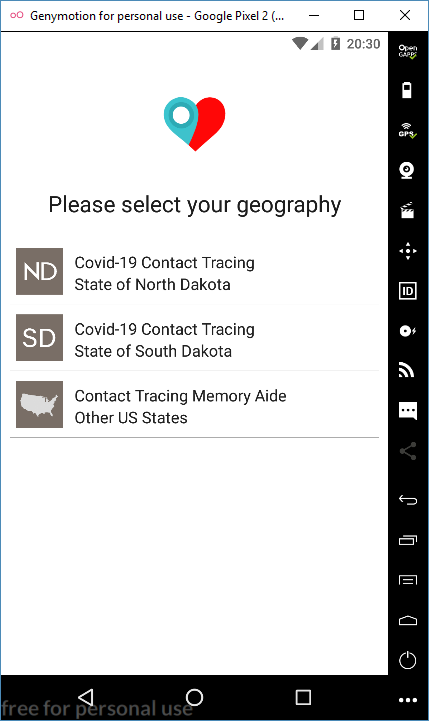 Genymotion for personal use - Google Pixel 2 (...
20:30
Open
GAPPS
GPS
ID
Please select your geography
ND
Covid-19 Contact Tracing
State of North Dakota
SD
Covid-19 Contact Tracing
State of South Dakota
Contact Tracing Memory Aide
Other US States
free for personal use